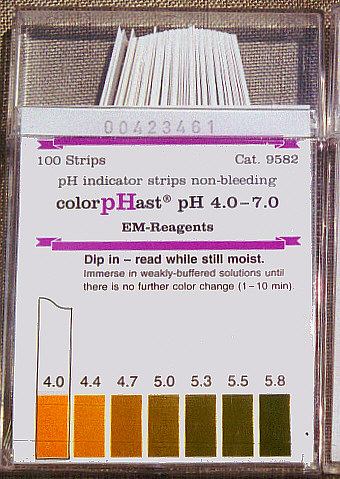 00423461
100 Strips Cat. 9582
pH indicator strips non-bleeding
colorpHast® pH 4.0–7.0
EM-Reagents
Dip in – read while still moist.
Immerse in weakly-buffered solutions until
there is no further color change (1–10 min).
4.0 4.4 4.7 5.0 5.3 5.5 5.8